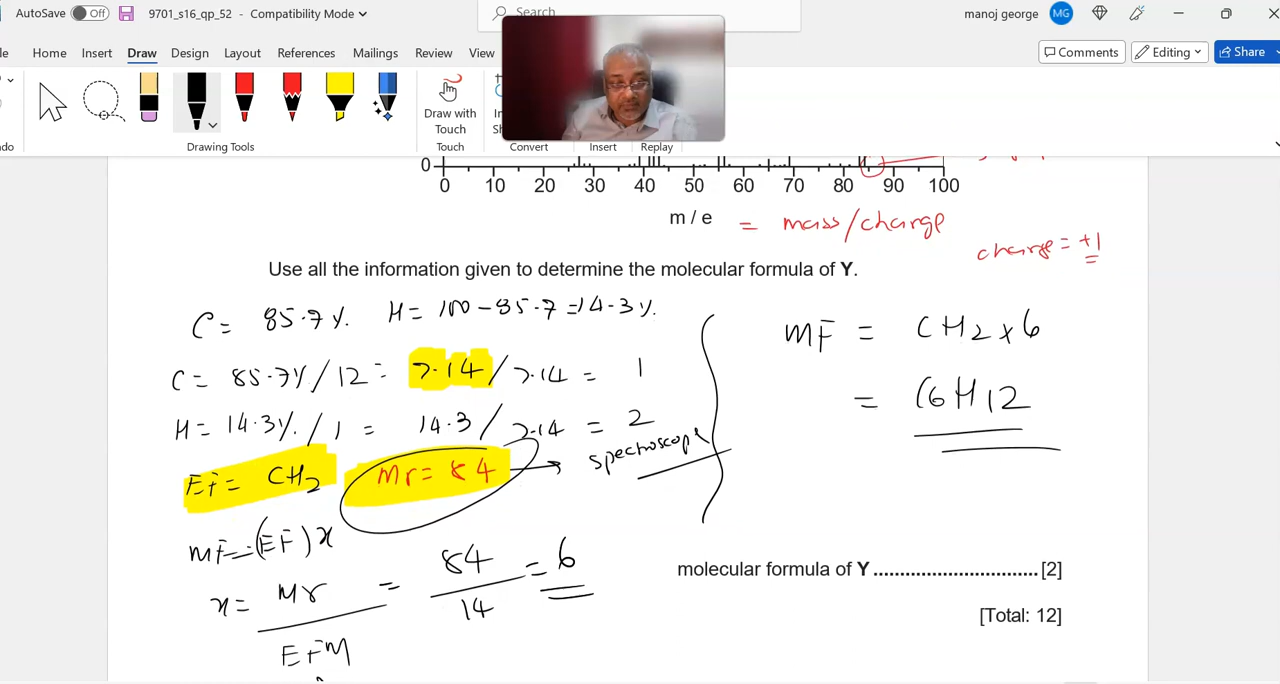 AutoSave Off 9701_s16_qp_52 - Compatibility Mode Search manoj george MG
Home Insert Draw Design Layout References Mailings Review View Comments Editing Share
Draw with Touch
Drawing Tools Touch Convert Insert Replay
0
0 10 20 30 40 50 60 70 80 90 100
m / e = mass/charge
charge = +1
Use all the information given to determine the molecular formula of Y.
C = 85.7%. H = 100 - 85.7 = 14.3%.
C = 85.7% / 12 = 7.14 / 7.14 = 1
H = 14.3% / 1 = 14.3 / 7.14 = 2
EF = CH2 Mr = 84 → spectroscopy
MF = (EF)x
x = Mr / EFM = 84 / 14 = 6
MF = CH2 x 6
= C6H12
molecular formula of Y .................................. [2]
[Total: 12]